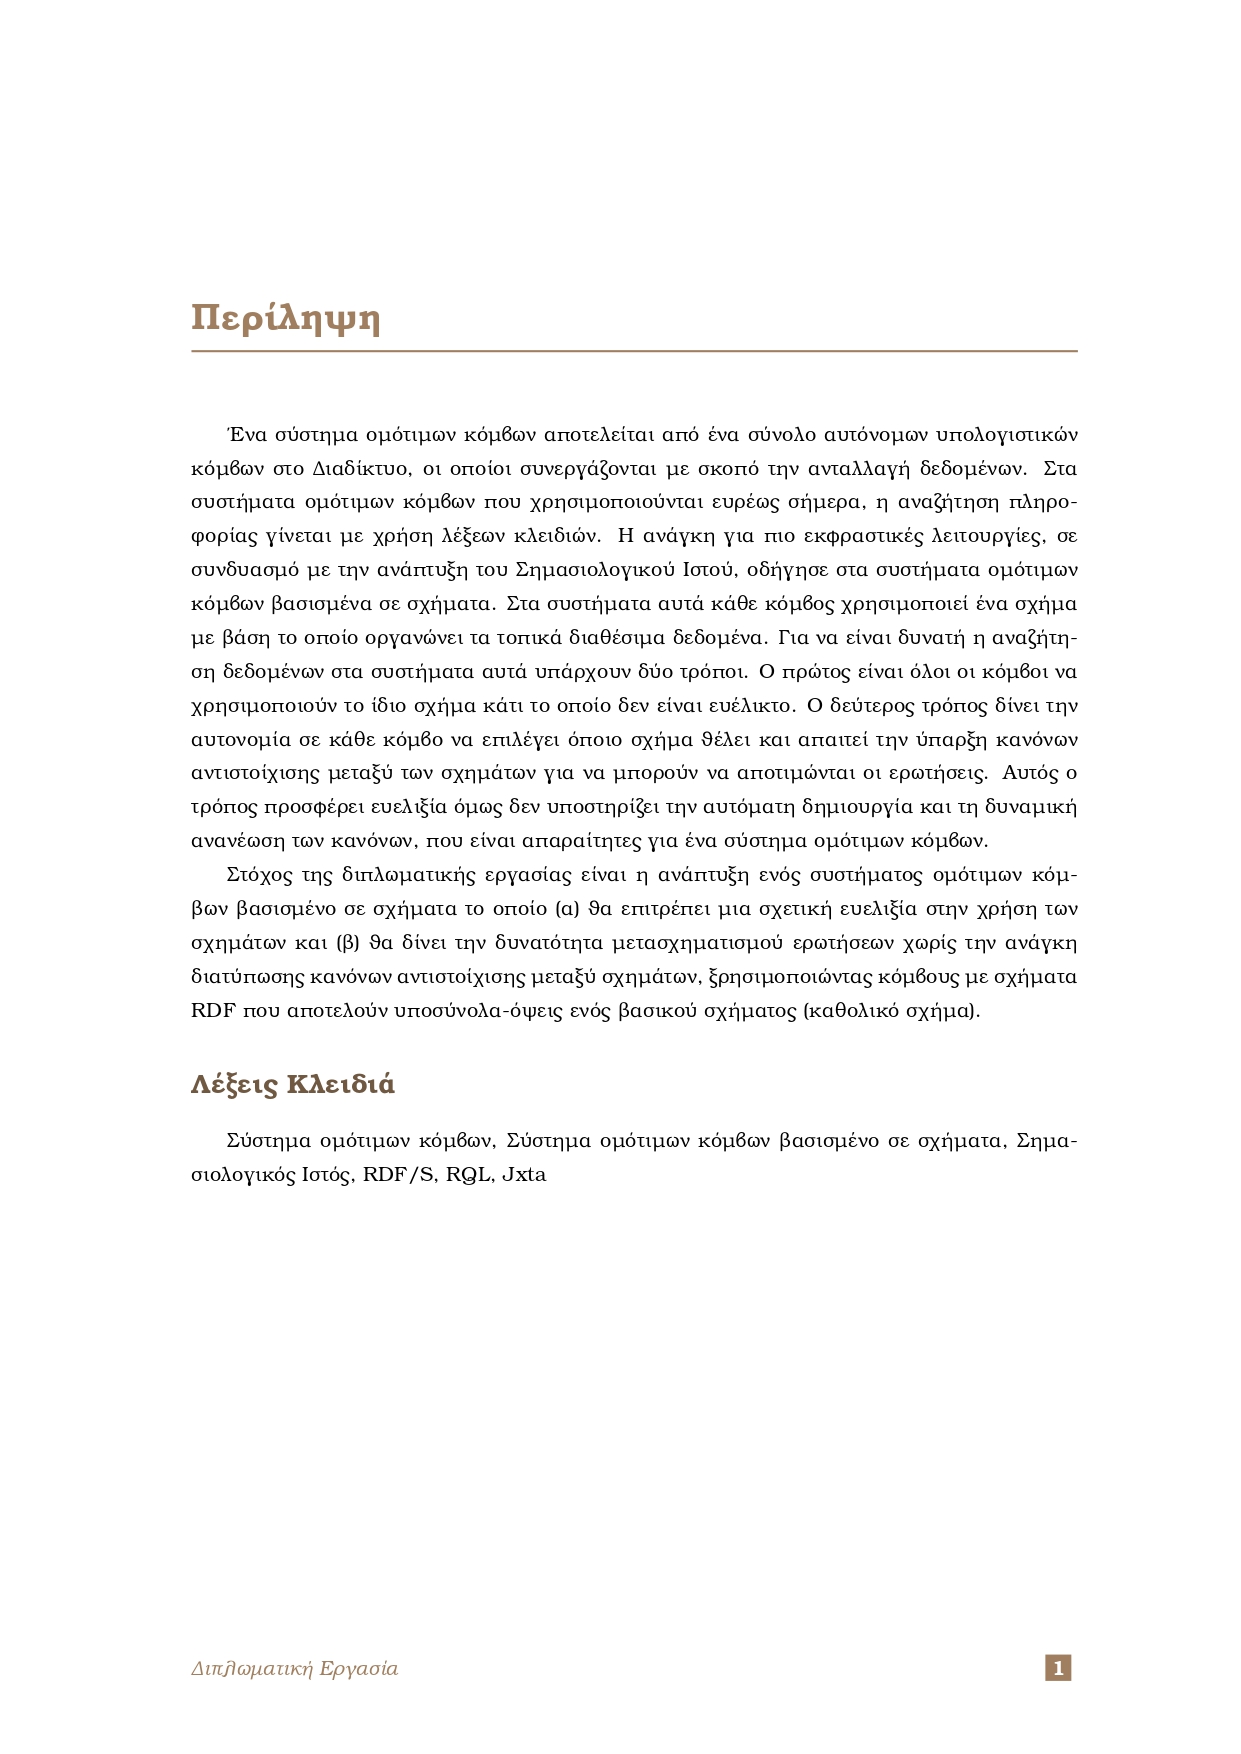 Περίληψη
Ένα σύστημα ομότιμων κόμβων αποτελείται από ένα σύνολο αυτόνομων υπολογιστικών
κόμβων στο Διαδίκτυο, οι οποίοι συνεργάζονται με σκοπό την ανταλλαγή δεδομένων. Στα
συστήματα ομότιμων κόμβων που χρησιμοποιούνται ευρέως σήμερα, η αναζήτηση πληρο-
φορίας γίνεται με χρήση λέξεων κλειδιών. Η ανάγκη για πιο εκφραστικές λειτουργίες, σε
συνδυασμό με την ανάπτυξη του Σημασιολογικού Ιστού, οδήγησε στα συστήματα ομότιμων
κόμβων βασισμένα σε σχήματα. Στα συστήματα αυτά κάθε κόμβος χρησιμοποιεί ένα σχήμα
με βάση το οποίο οργανώνει τα τοπικά διαθέσιμα δεδομένα. Για να είναι δυνατή η αναζήτη-
ση δεδομένων στα συστήματα αυτά υπάρχουν δύο τρόποι. Ο πρώτος είναι όλοι οι κόμβοι να
χρησιμοποιούν το ίδιο σχήμα κάτι το οποίο δεν είναι ευέλικτο. Ο δεύτερος τρόπος δίνει την
αυτονομία σε κάθε κόμβο να επιλέγει όποιο σχήμα θέλει και απαιτεί την ύπαρξη κανόνων
αντιστοίχισης μεταξύ των σχημάτων για να μπορούν να αποτιμώνται οι ερωτήσεις. Αυτός ο
τρόπος προσφέρει ευελιξία όμως δεν υποστηρίζει την αυτόματη δημιουργία και τη δυναμική
ανανέωση των κανόνων, που είναι απαραίτητες για ένα σύστημα ομότιμων κόμβων.
Στόχος της διπλωματικής εργασίας είναι η ανάπτυξη ενός συστήματος ομότιμων κόμ-
βων βασισμένο σε σχήματα το οποίο (α) θα επιτρέπει μια σχετική ευελιξία στην χρήση των
σχημάτων και (β) θα δίνει την δυνατότητα μετασχηματισμού ερωτήσεων χωρίς την ανάγκη
διατύπωσης κανόνων αντιστοίχισης μεταξύ σχημάτων, ξρησιμοποιώντας κόμβους με σχήματα
RDF που αποτελούν υποσύνολα-όψεις ενός βασικού σχήματος (καθολικό σχήμα).
Λέξεις Κλειδιά
Σύστημα ομότιμων κόμβων, Σύστημα ομότιμων κόμβων βασισμένο σε σχήματα, Σημα-
σιολογικός Ιστός, RDF/S, RQL, Jxta
Διπλωματική Εργασία 1